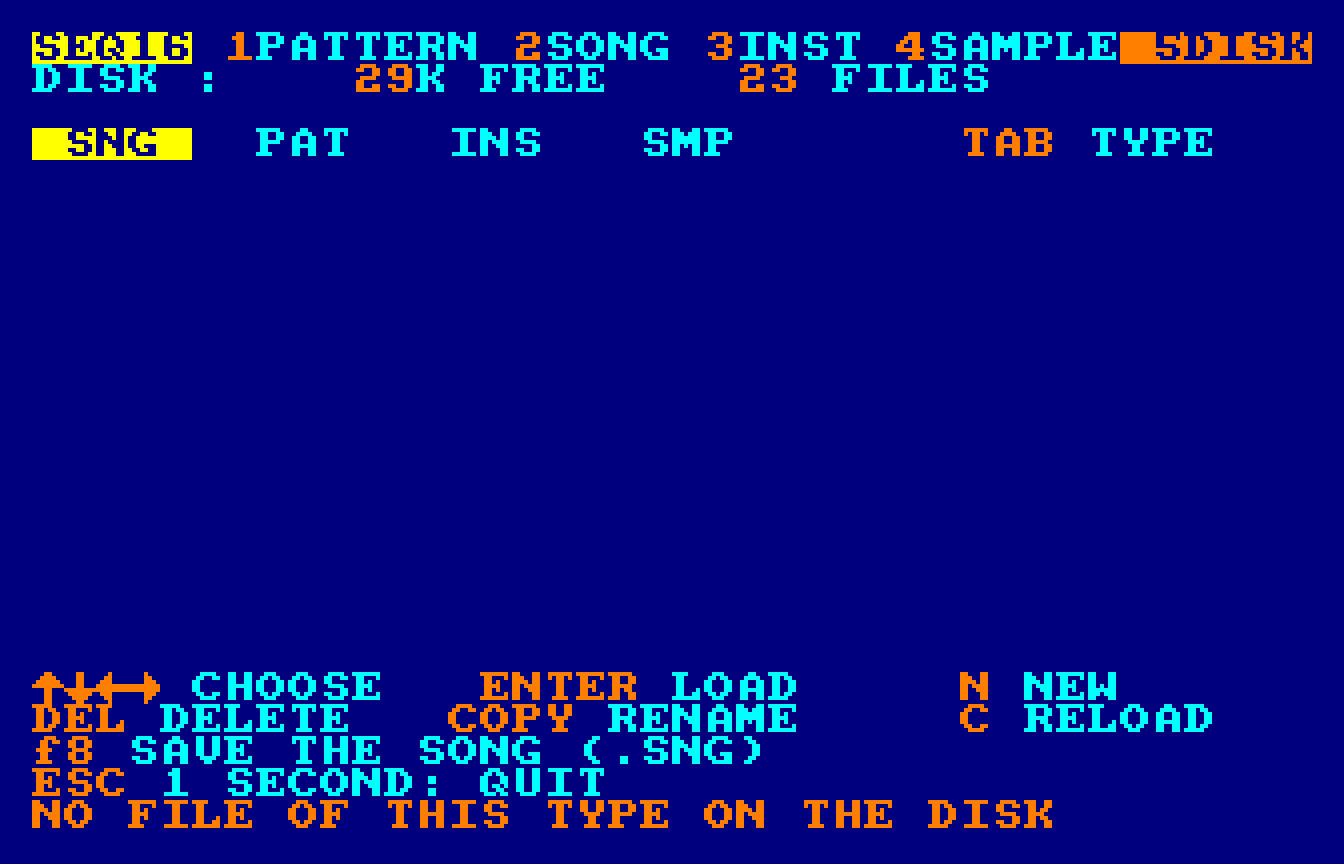 SEQ16 1PATTERN 2SONG 3INST 4SAMPLE 5DISK
DISK : 29K FREE 23 FILES
SNG PAT INS SMP TAB TYPE
↑↓←→ CHOOSE ENTER LOAD N NEW
DEL DELETE COPY RENAME C RELOAD
f8 SAVE THE SONG (.SNG)
ESC 1 SECOND: QUIT
NO FILE OF THIS TYPE ON THE DISK